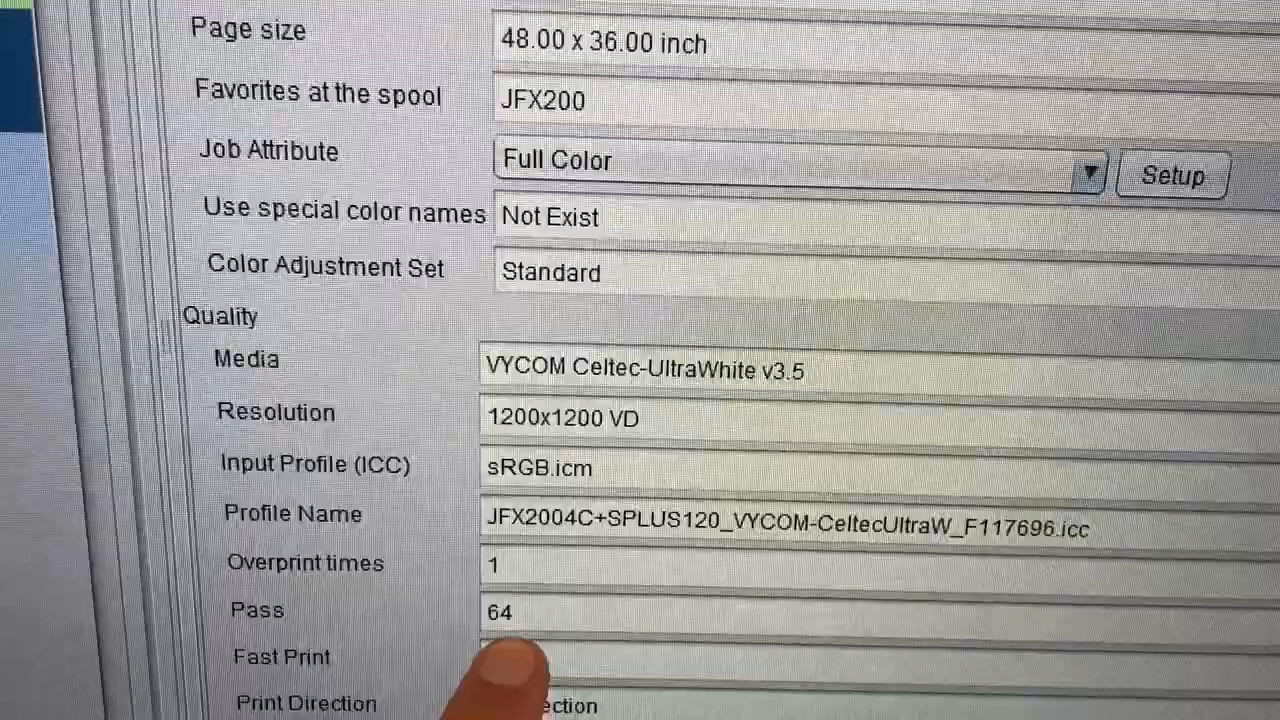 Page size 48.00 x 36.00 inch
Favorites at the spool JFX200
Job Attribute Full Color Setup
Use special color names Not Exist
Color Adjustment Set Standard
Quality
Media VYCOM Celtec-UltraWhite v3.5
Resolution 1200x1200 VD
Input Profile (ICC) sRGB.icm
Profile Name JFX2004C+SPLUS120_VYCOM-CeltecUltraW_F117696.icc
Overprint times 1
Pass 64
Fast Print
Print Direction ection